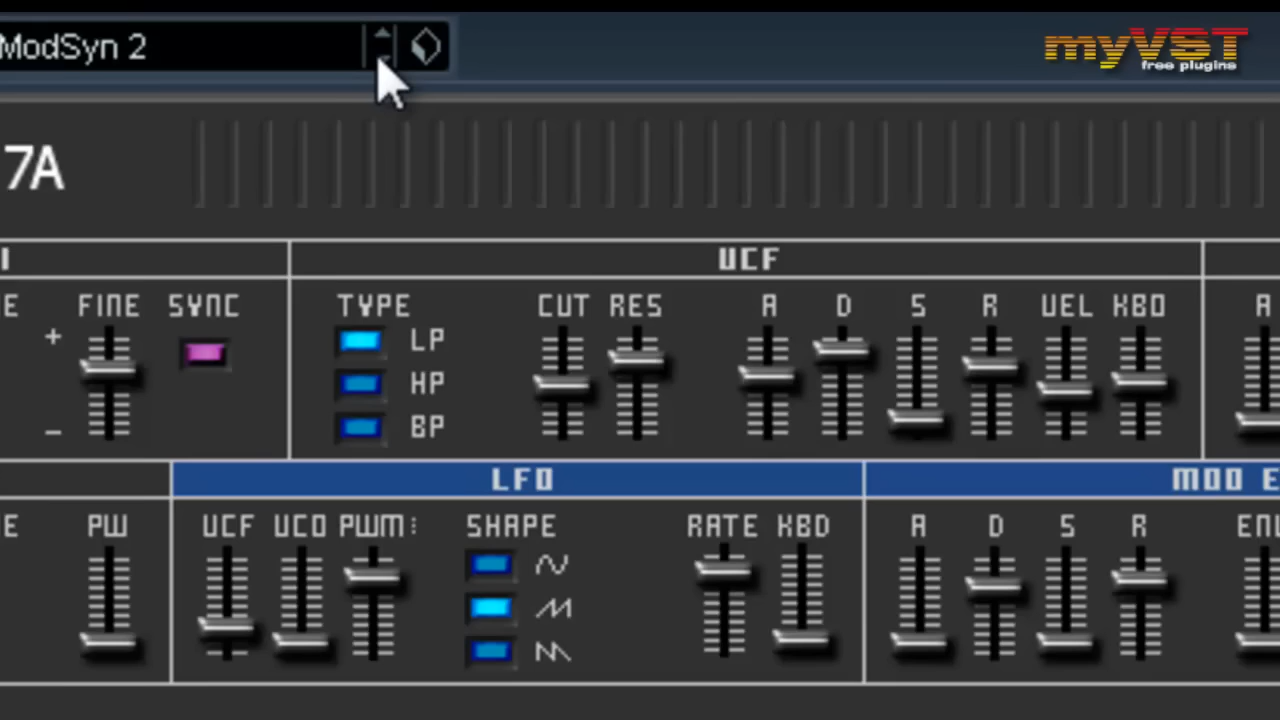 ModSyn 2
myVST
free plugins
7A
VCF
FINE SYNC TYPE CUT RES A D S R VEL KBD A
+ LP
HP
– BP
LFO MOD E
PW VCF VCO PWM: SHAPE RATE KBD A D S R